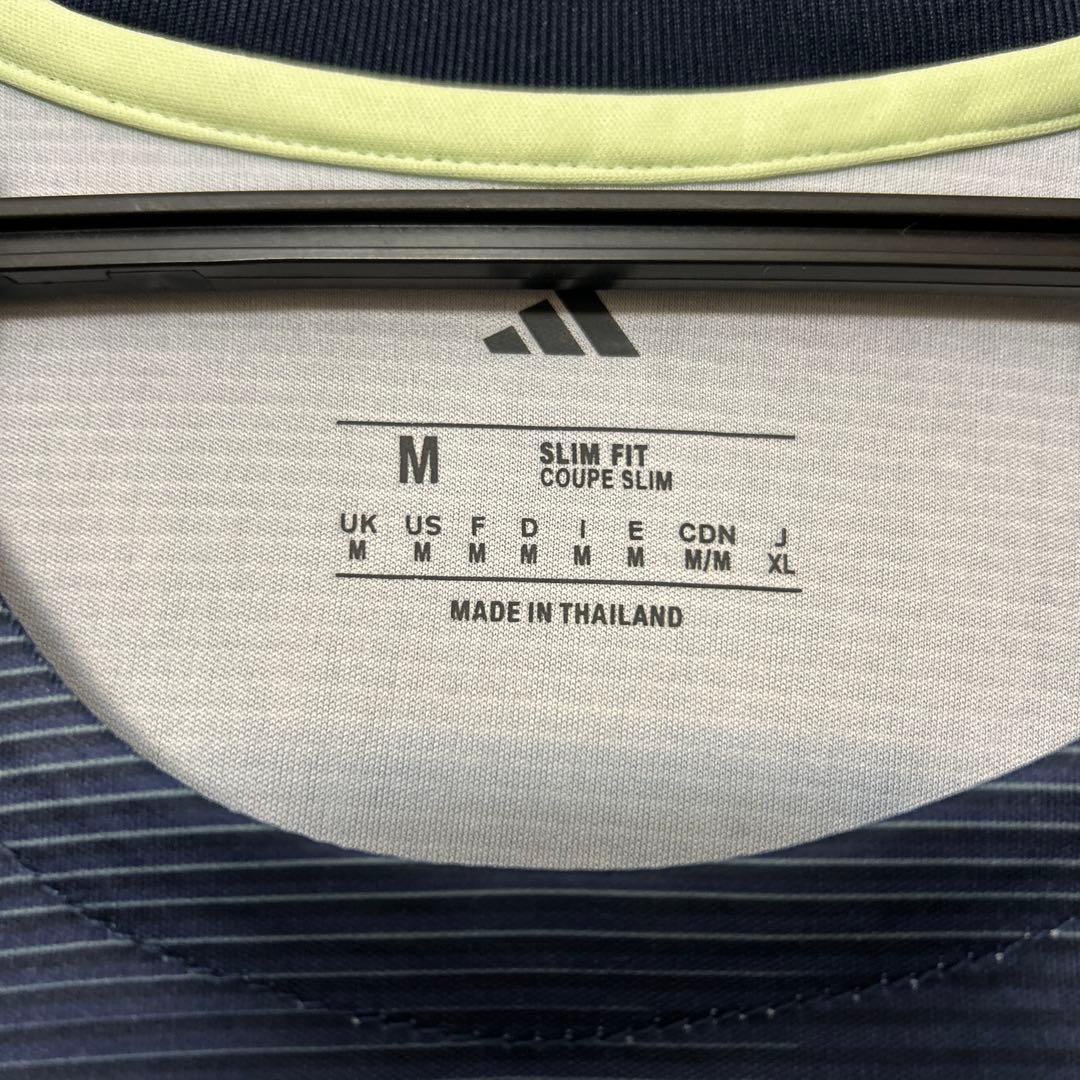 M SLIM FIT
COUPE SLIM
UK US F D I E CDN J
M M M M M M M/M XL
MADE IN THAILAND